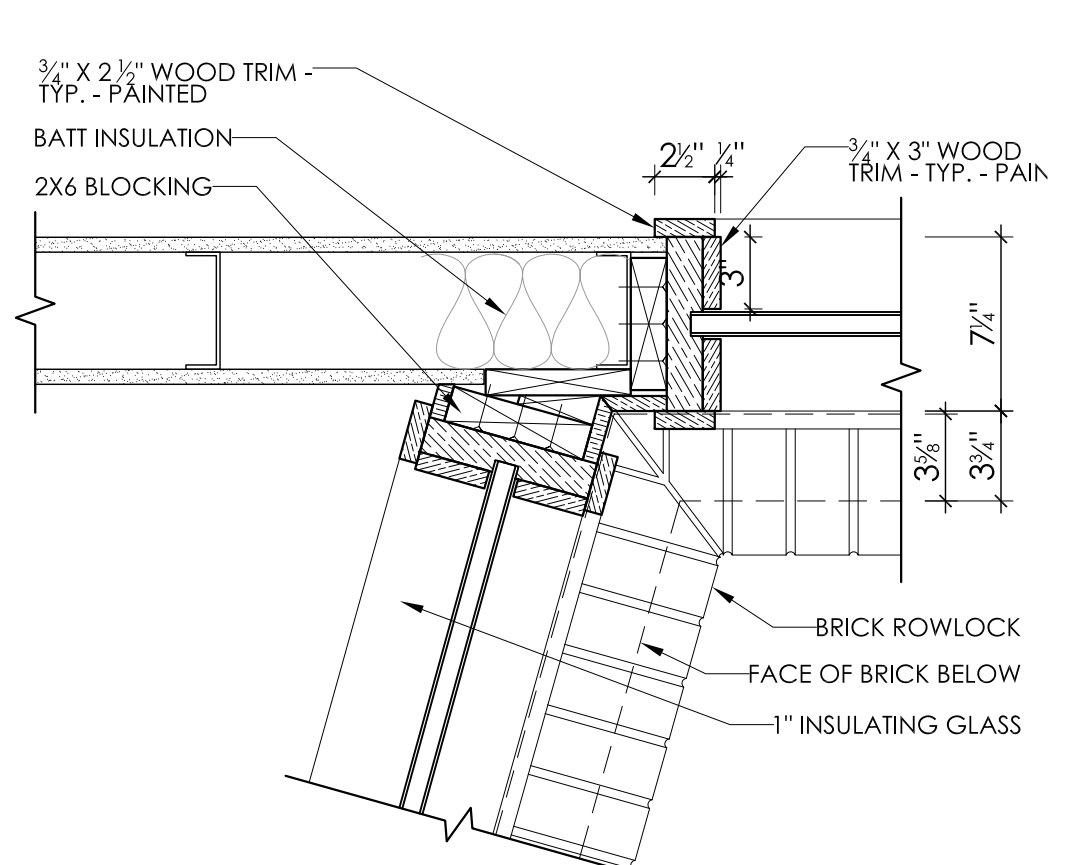 3/4" X 2 1/2" WOOD TRIM -
TYP. - PAINTED
BATT INSULATION
2X6 BLOCKING
2½"
¼"
3/4" X 3" WOOD
TRIM - TYP. - PAIN
3"
7¼"
3⅝"
3¾"
BRICK ROWLOCK
FACE OF BRICK BELOW
1" INSULATING GLASS